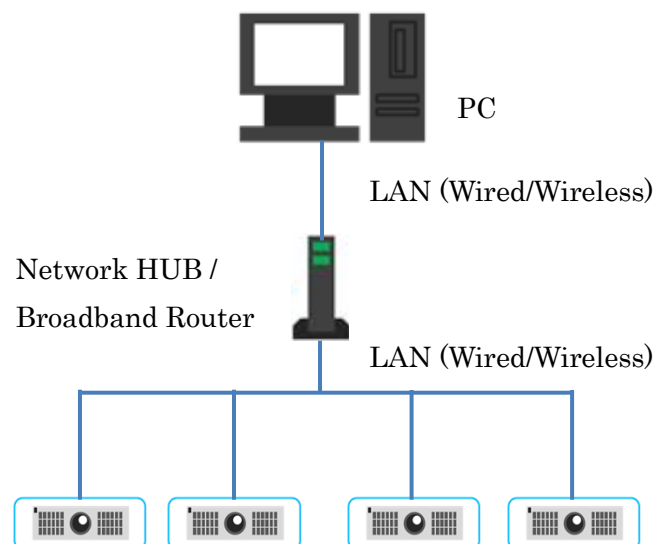 PC
LAN (Wired/Wireless)
Network HUB /
Broadband Router
LAN (Wired/Wireless)